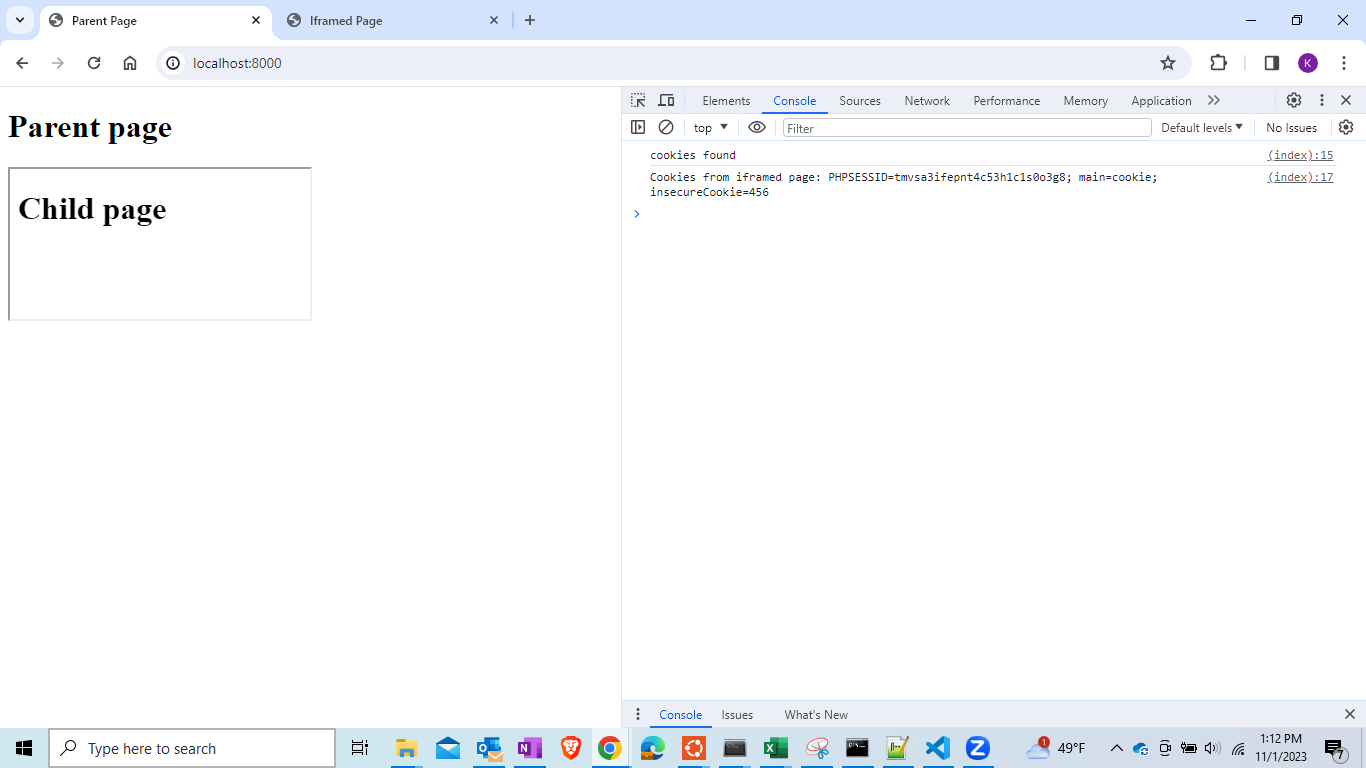 Parent Page
Iframed Page
K
localhost:8000
Parent page
Child page
Elements Console Sources Network Performance Memory Application
top Filter Default levels No Issues
cookies found (index):15
Cookies from iframed page: PHPSESSID=tmvsa3ifepnt4c53h1c1s0o3g8; main=cookie; (index):17
insecureCookie=456
Console Issues What's New
Type here to search
1
49°F
1:12 PM
11/1/2023
7